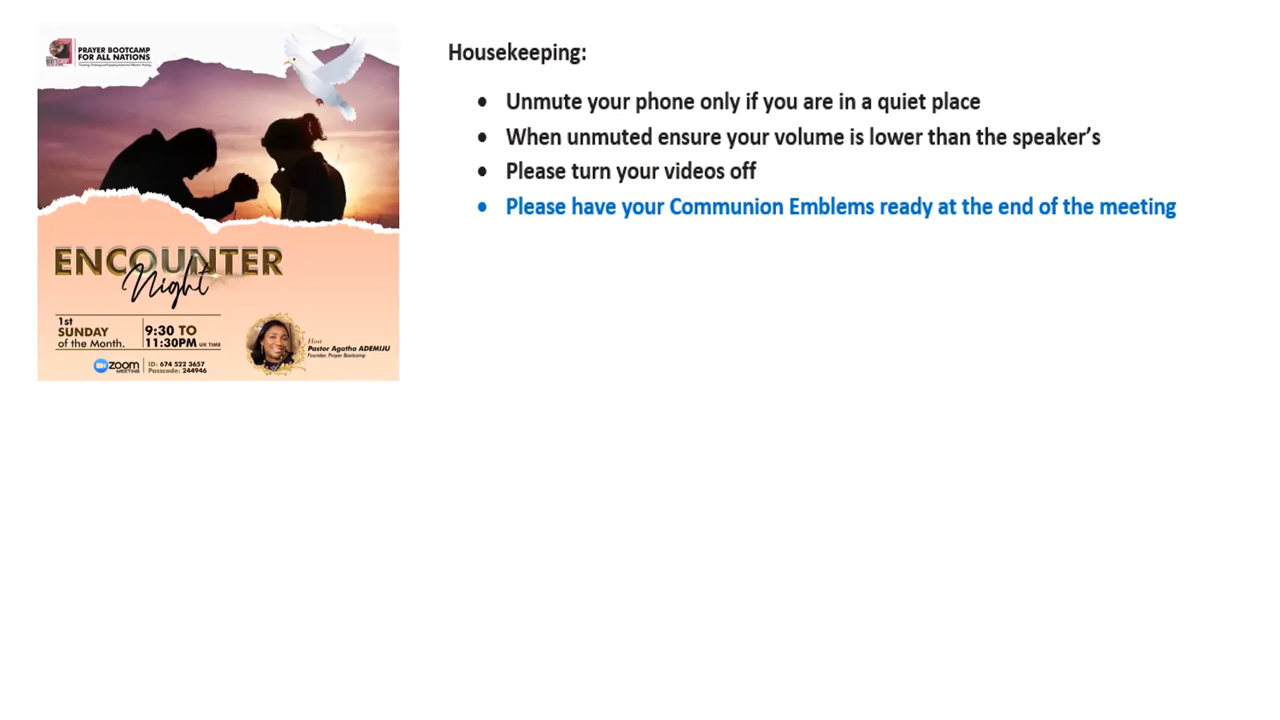 PRAYER BOOTCAMP
FOR ALL NATIONS
ENCOUNTER
Night
1st
SUNDAY
of the Month.
9:30 TO
11:30PM UK TIME
Host
Pastor Agatha ADEMIJU
Founder, Prayer Bootcamp
zoom
MEETING
ID: 674 522 3657
Passcode: 244946
Housekeeping:
• Unmute your phone only if you are in a quiet place
• When unmuted ensure your volume is lower than the speaker’s
• Please turn your videos off
• Please have your Communion Emblems ready at the end of the meeting